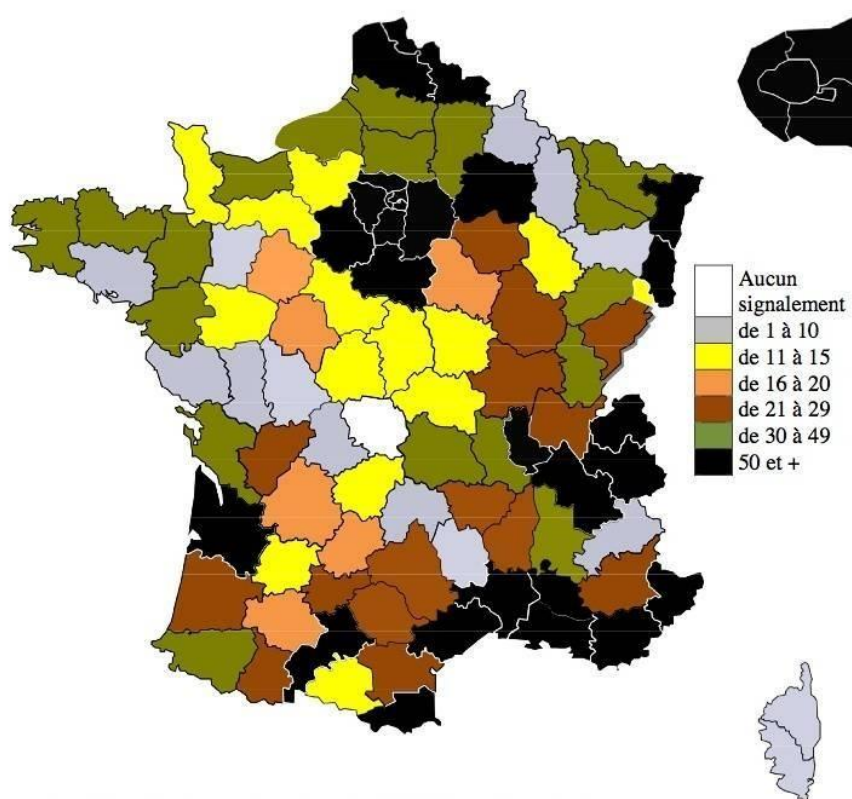 Aucun
signalement
de 1 à 10
de 11 à 15
de 16 à 20
de 21 à 29
de 30 à 49
50 et +